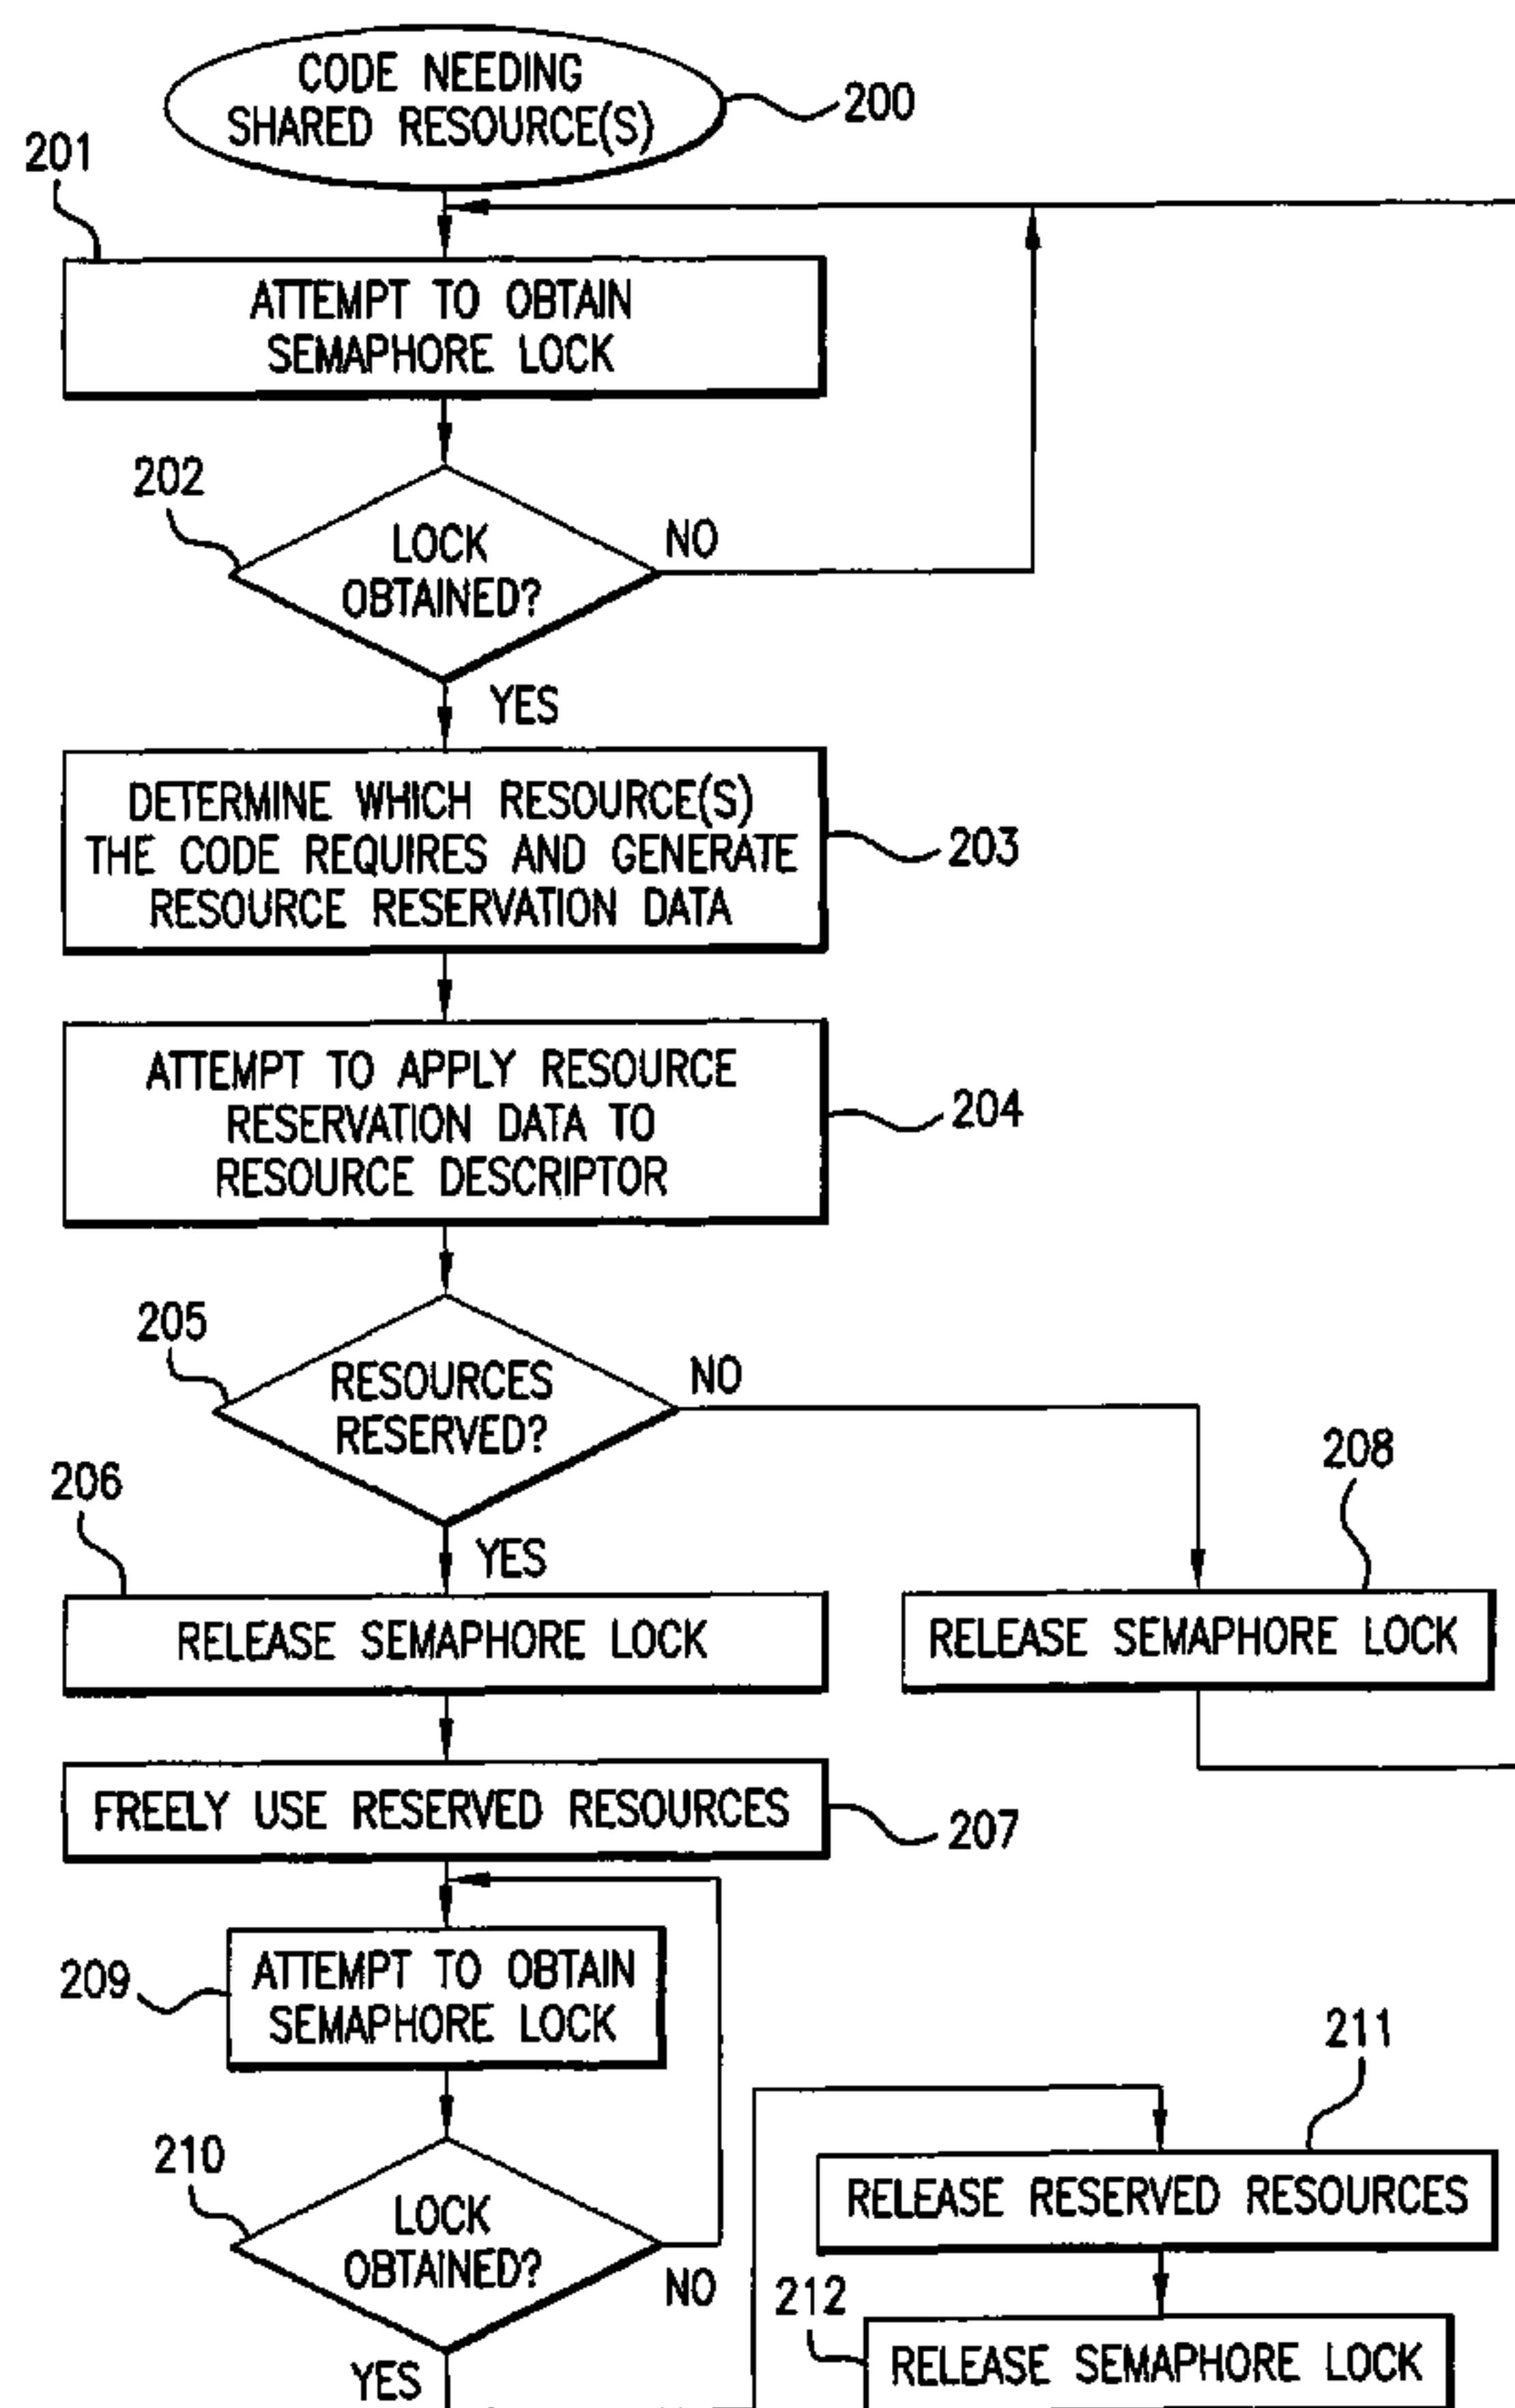 CODE NEEDING
SHARED RESOURCE(S)
200
201
ATTEMPT TO OBTAIN
SEMAPHORE LOCK
202
LOCK
OBTAINED?
NO
YES
DETERMINE WHICH RESOURCE(S)
THE CODE REQUIRES AND GENERATE
RESOURCE RESERVATION DATA
203
ATTEMPT TO APPLY RESOURCE
RESERVATION DATA TO
RESOURCE DESCRIPTOR
204
205
RESOURCES
RESERVED?
NO
YES
206
RELEASE SEMAPHORE LOCK
208
RELEASE SEMAPHORE LOCK
FREELY USE RESERVED RESOURCES
207
209
ATTEMPT TO OBTAIN
SEMAPHORE LOCK
210
LOCK
OBTAINED?
NO
YES
211
RELEASE RESERVED RESOURCES
212
RELEASE SEMAPHORE LOCK